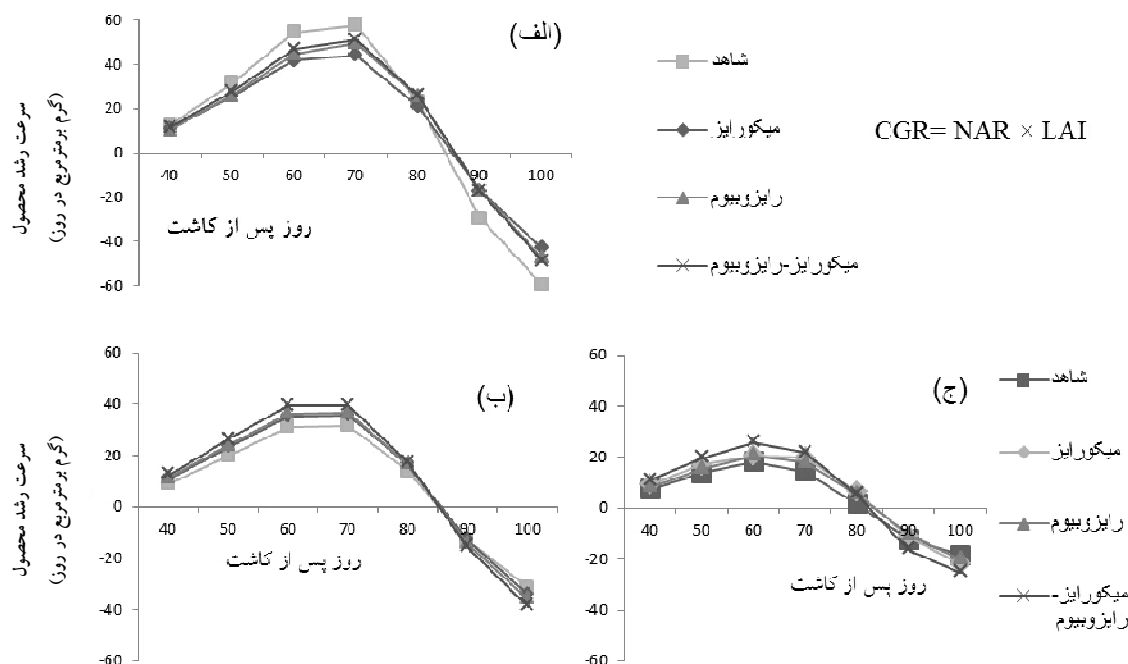 (الف)
60
40
20
0
-20
-40
-60
40 50 60 70 80 90 100
سرعت رشد محصول
(گرم برمترمربع در روز)
روز پس از کاشت
شاهد
میکورایز
رایزوبیوم
میکورایز-رایزوبیوم
CGR= NAR × LAI
(ب)
60
40
20
0
-20
-40
-60
40 50 60 70 80 90 100
سرعت رشد محصول
(گرم برمترمربع در روز)
روز پس از کاشت
(ج)
60
40
20
0
-20
-40
-60
40 50 60 70 80 90 100
روز پس از کاشت
شاهد
میکورایز
رایزوبیوم
میکورایز-
رایزوبیوم